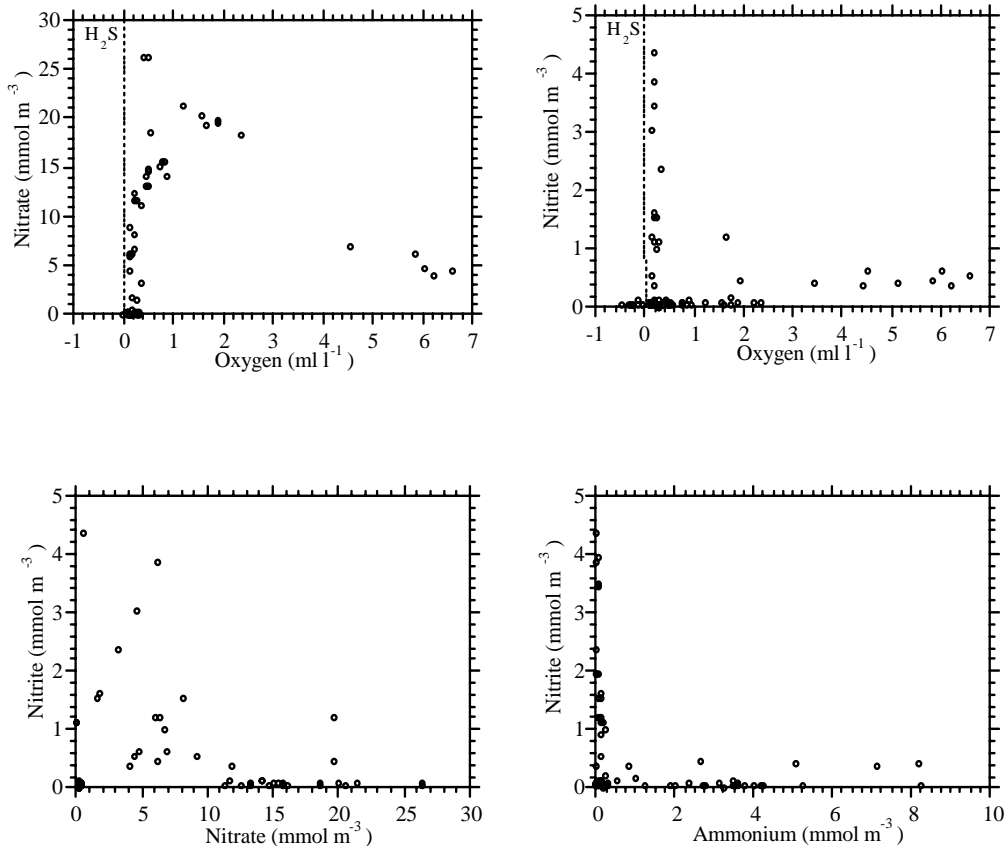 H₂S
30
25
20
15
10
5
0
Nitrate (mmol m⁻³)
-1 0 1 2 3 4 5 6 7
Oxygen (ml l⁻¹)
H₂S
5
4
3
2
1
0
Nitrite (mmol m⁻³)
-1 0 1 2 3 4 5 6 7
Oxygen (ml l⁻¹)
5
4
3
2
1
0
Nitrite (mmol m⁻³)
0 5 10 15 20 25 30
Nitrate (mmol m⁻³)
5
4
3
2
1
0
Nitrite (mmol m⁻³)
0 2 4 6 8 10
Ammonium (mmol m⁻³)